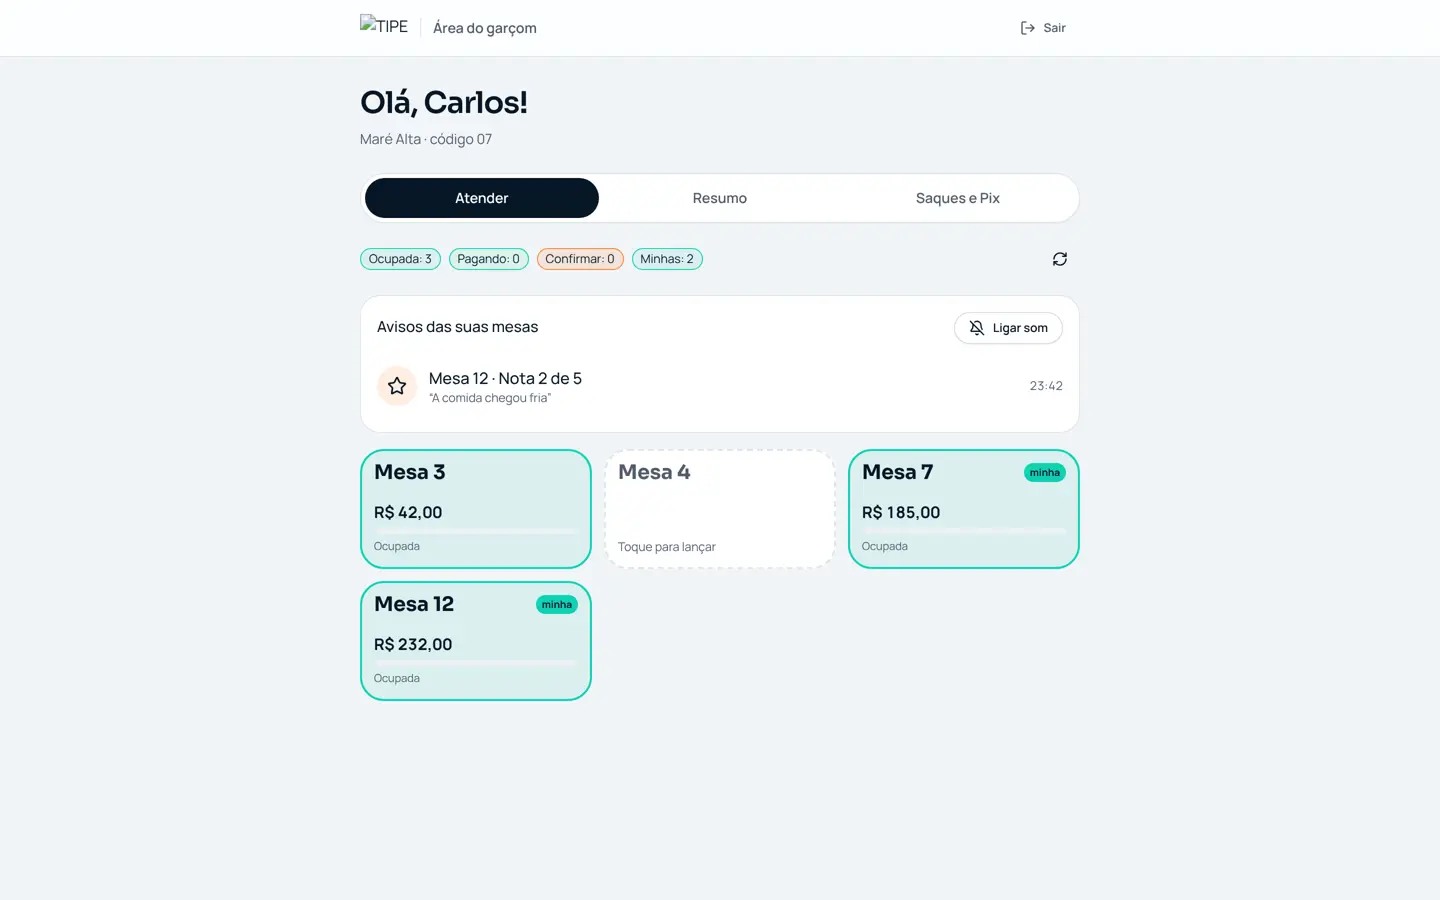 TIPE
Área do garçom
Sair
Olá, Carlos!
Maré Alta · código 07
Atender
Resumo
Saques e Pix
Ocupada: 3
Pagando: 0
Confirmar: 0
Minhas: 2
Avisos das suas mesas
Ligar som
Mesa 12 · Nota 2 de 5
23:42
“A comida chegou fria”
Mesa 3
R$ 42,00
Ocupada
Mesa 4
Toque para lançar
Mesa 7
minha
R$ 185,00
Ocupada
Mesa 12
minha
R$ 232,00
Ocupada